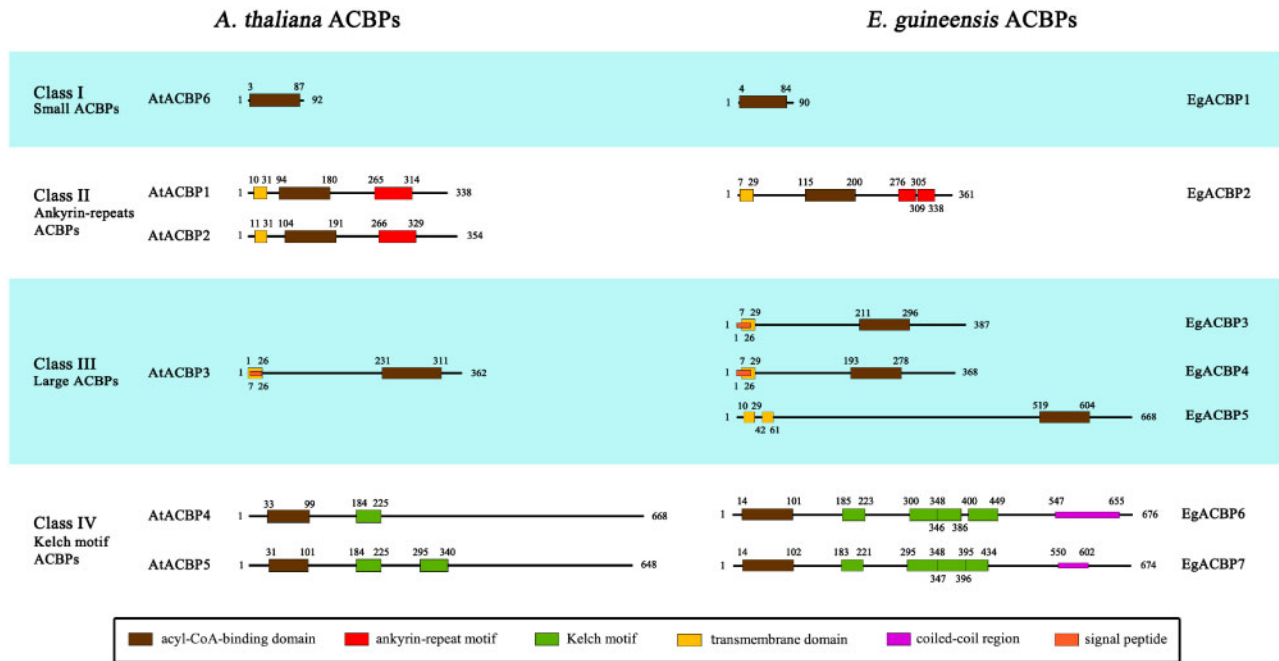 A. thaliana ACBPs
E. guineensis ACBPs
Class I
Small ACBPs
AtACBP6
3 87
1 92
4 84
1 90
EgACBP1
Class II
Ankyrin-repeats
ACBPs
AtACBP1
10 31 94 180 265 314
1 338
AtACBP2
11 31 104 191 266 329
1 354
7 29 115 200 276 305
1 361
309 338
EgACBP2
Class III
Large ACBPs
AtACBP3
1 26 231 311
1 362
7 26
7 29 211 296
1 387
1 26
EgACBP3
7 29 193 278
1 368
1 26
EgACBP4
10 29 519 604
1 668
42 61
EgACBP5
Class IV
Kelch motif
ACBPs
AtACBP4
33 99 184 225
1 668
AtACBP5
31 101 184 225 295 340
1 648
14 101 185 223 300 348 400 449 547 655
1 676
346 386
EgACBP6
14 102 183 221 295 348 395 434 550 602
1 674
347 396
EgACBP7
acyl-CoA-binding domain ankyrin-repeat motif Kelch motif transmembrane domain coiled-coil region signal peptide